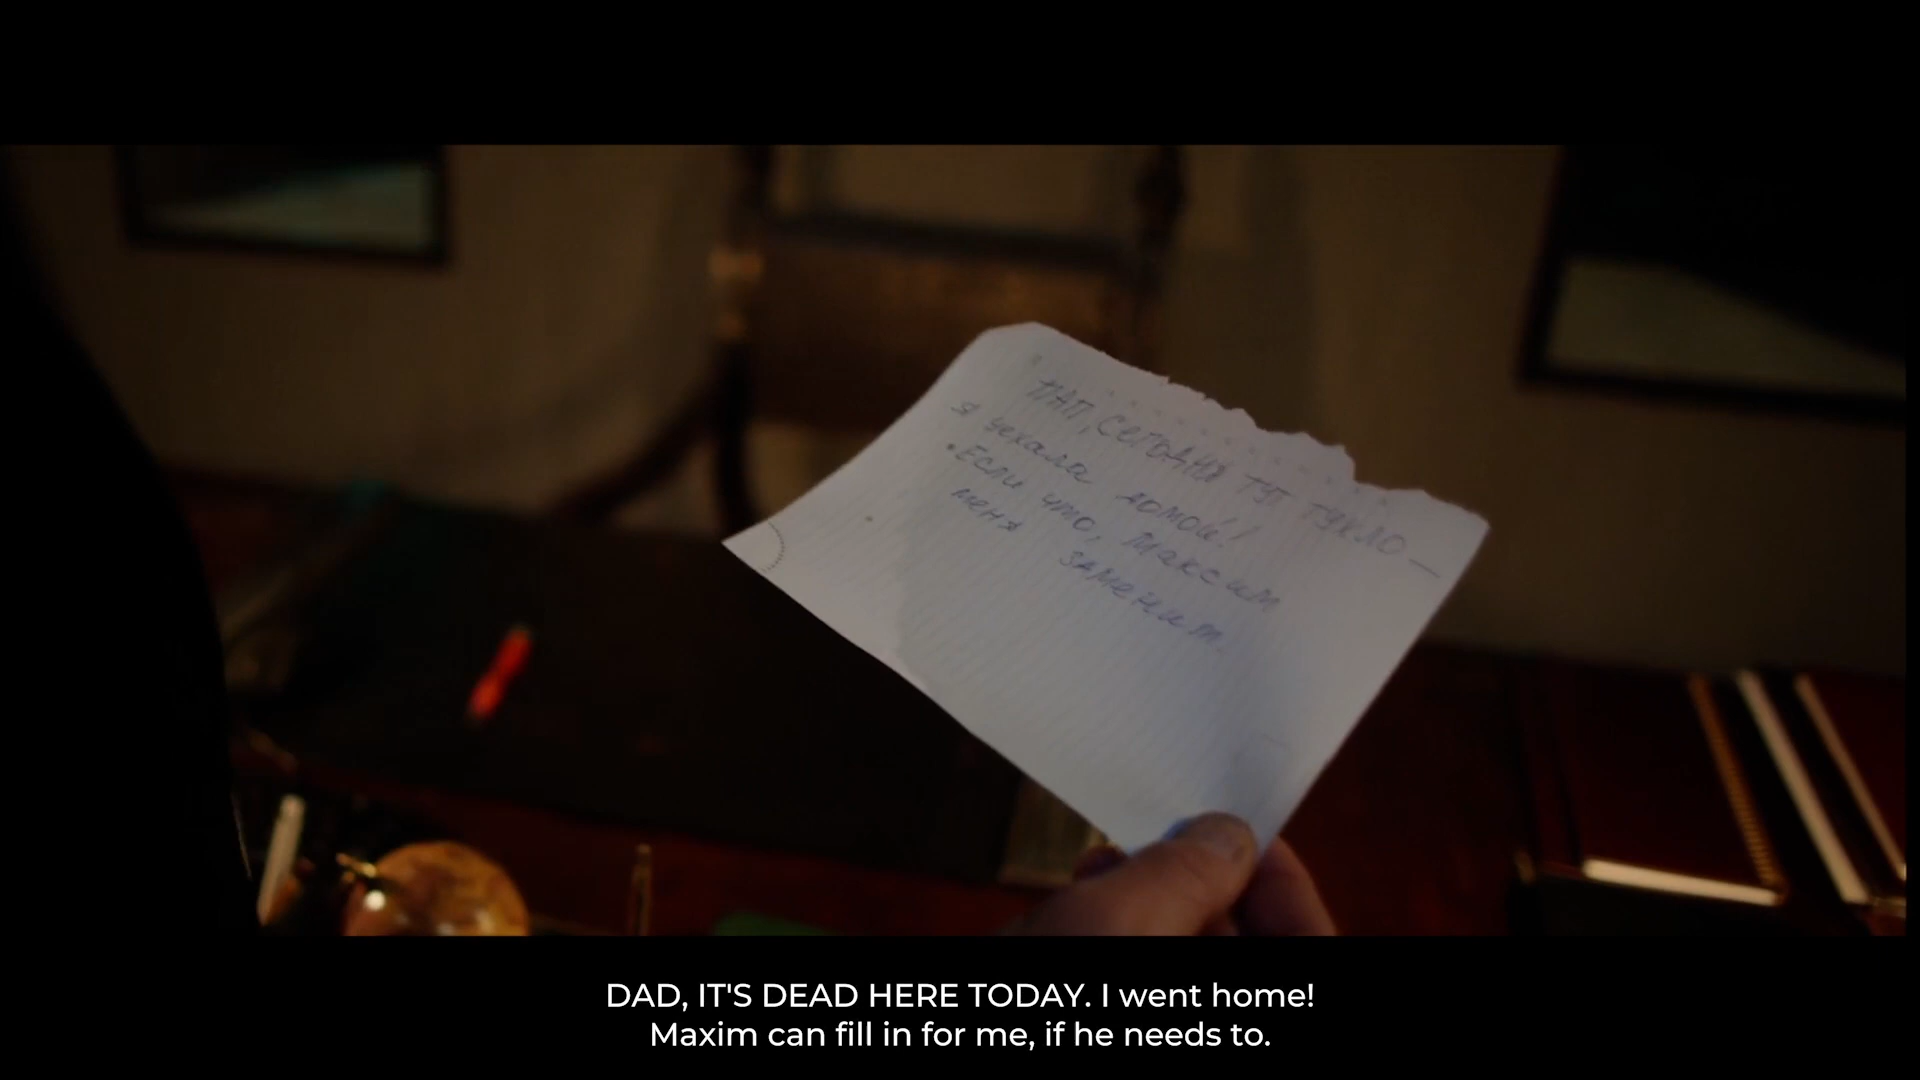 ПАП, СЕГОДНЯ ТУТ ТУХЛО —
я уехала домой!
Если что, Максим
меня заменит.
DAD, IT'S DEAD HERE TODAY. I went home!
Maxim can fill in for me, if he needs to.